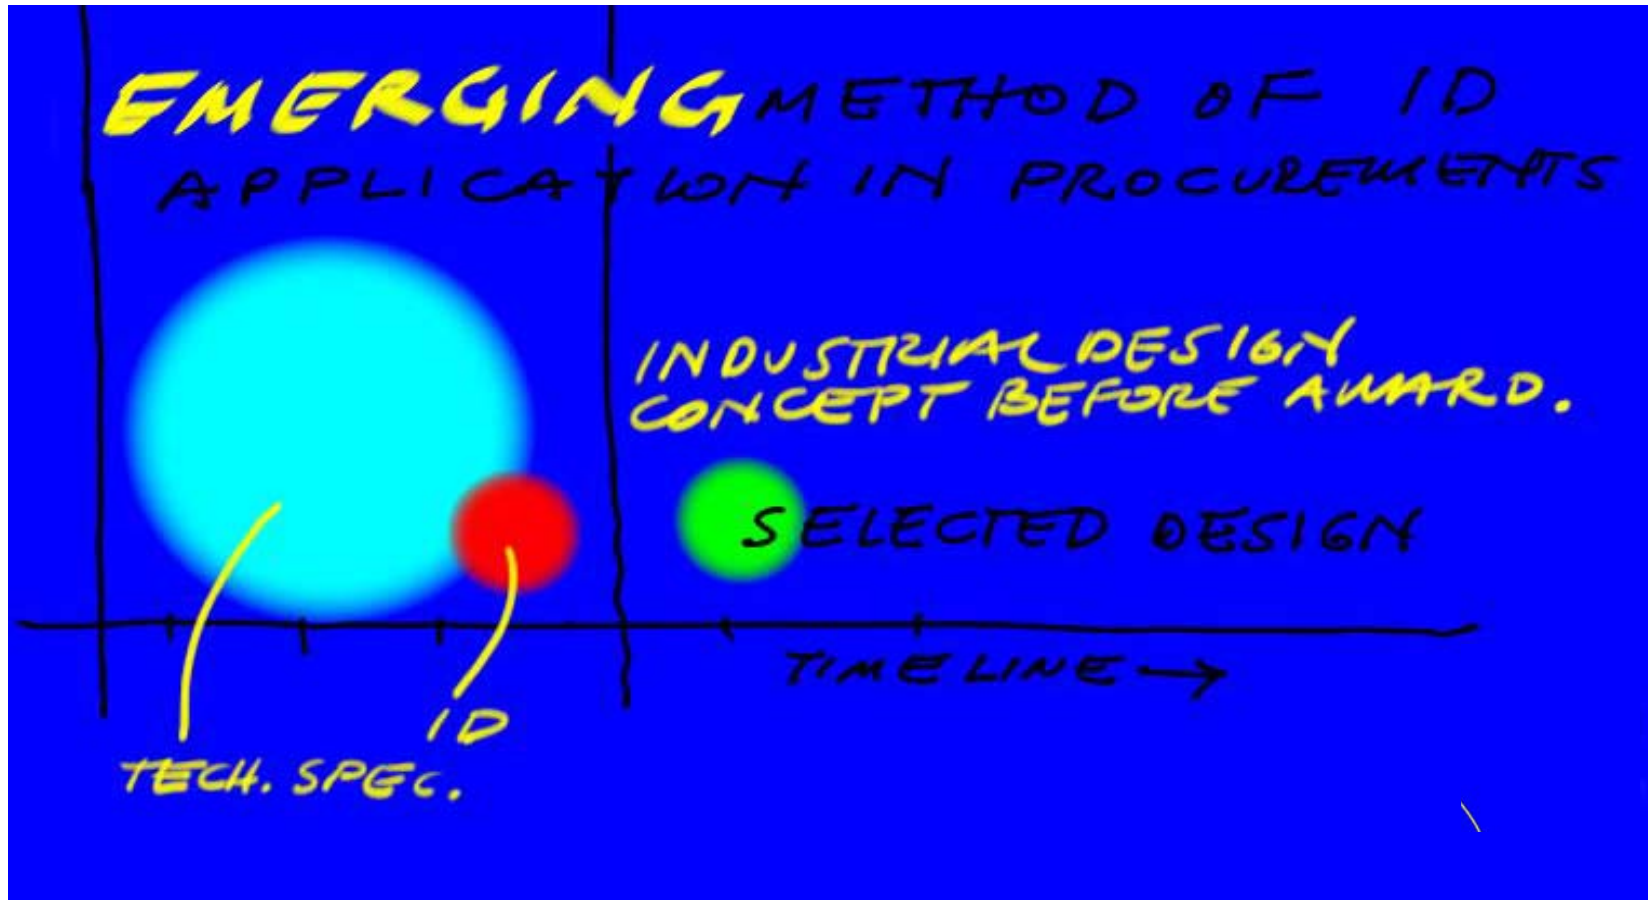 EMERGING METHOD OF ID
APPLICATION IN PROCUREMENTS
INDUSTRIAL DESIGN
CONCEPT BEFORE AWARD.
SELECTED DESIGN
TIMELINE →
ID
TECH. SPEC.